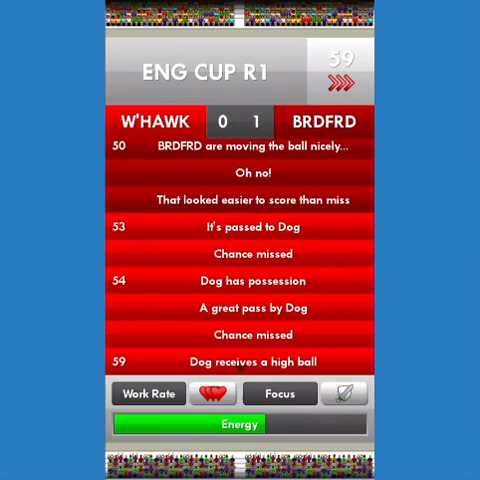 ENG CUP R1
59
W'HAWK 0 1 BRDFRD
50 BRDFRD are moving the ball nicely...
Oh no!
That looked easier to score than miss
53 It's passed to Dog
Chance missed
54 Dog has possession
A great pass by Dog
Chance missed
59 Dog receives a high ball
Work Rate Focus
Energy